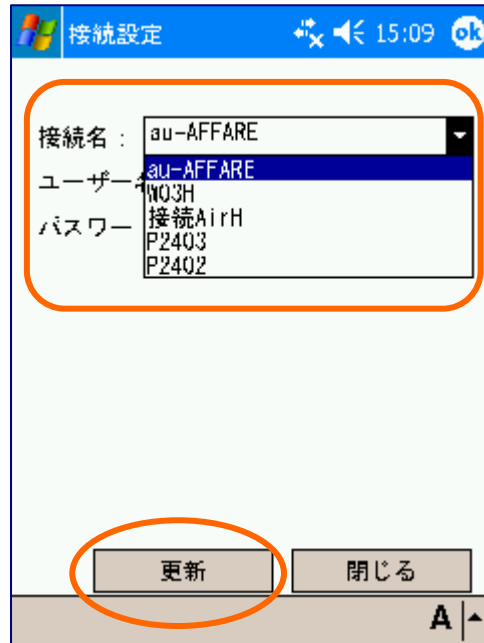 接続設定 15:09 ok
接続名： au-AFFARE
au-AFFARE
ユーザー
W03H
接続AirH
パスワー
P2403
P2402
更新 閉じる
A